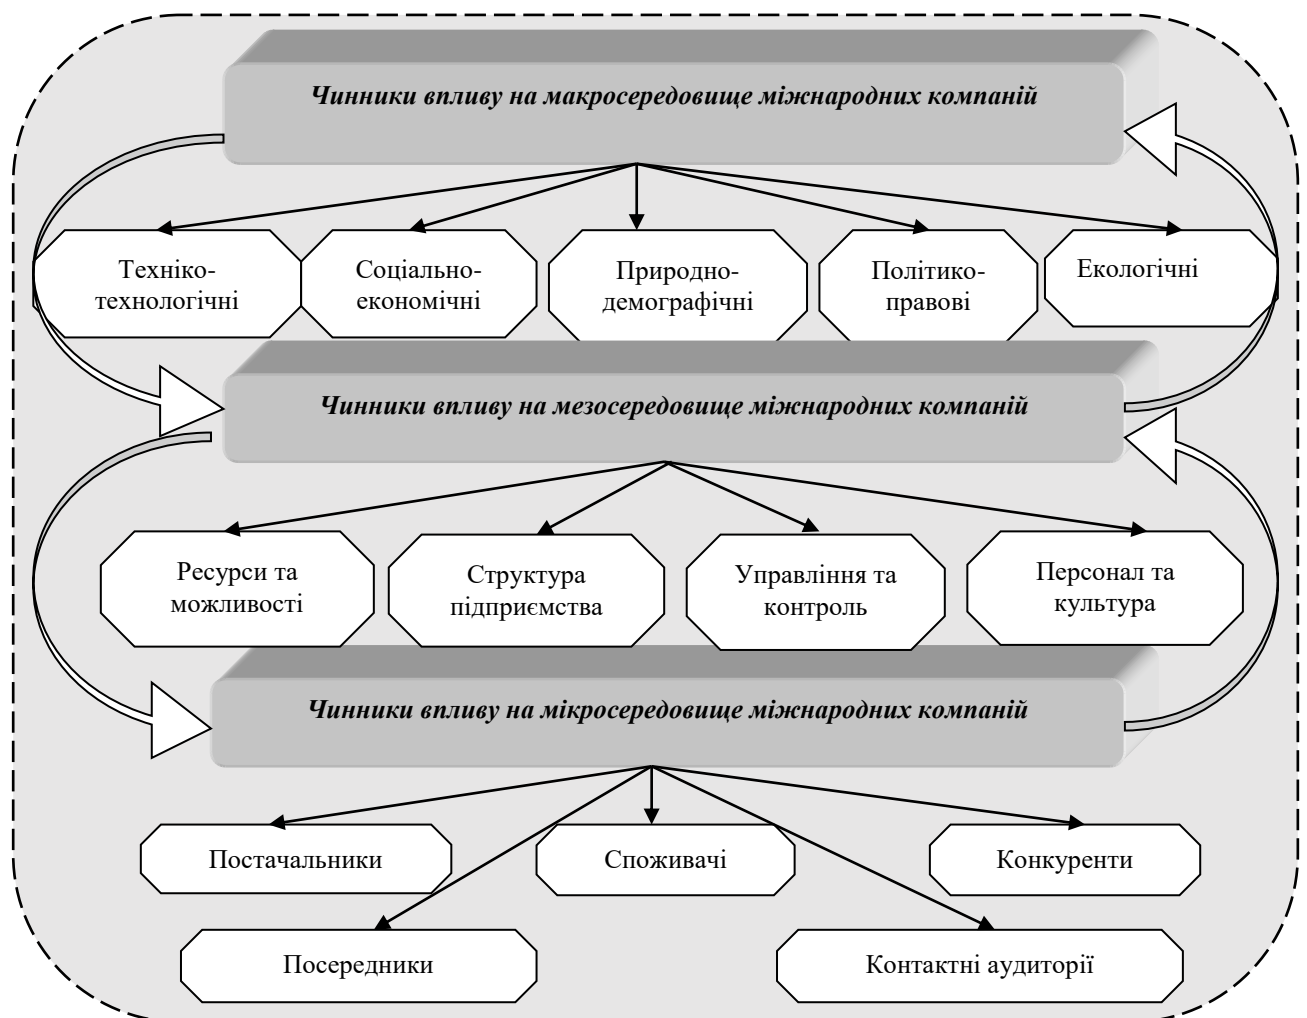 Чинники впливу на макросередовище міжнародних компаній
Техніко-
технологічні
Соціально-
економічні
Природно-
демографічні
Політико-
правові
Екологічні
Чинники впливу на мезосередовище міжнародних компаній
Ресурси та
можливості
Структура
підприємства
Управління та
контроль
Персонал та
культура
Чинники впливу на мікросередовище міжнародних компаній
Постачальники
Споживачі
Конкуренти
Посередники
Контактні аудиторії